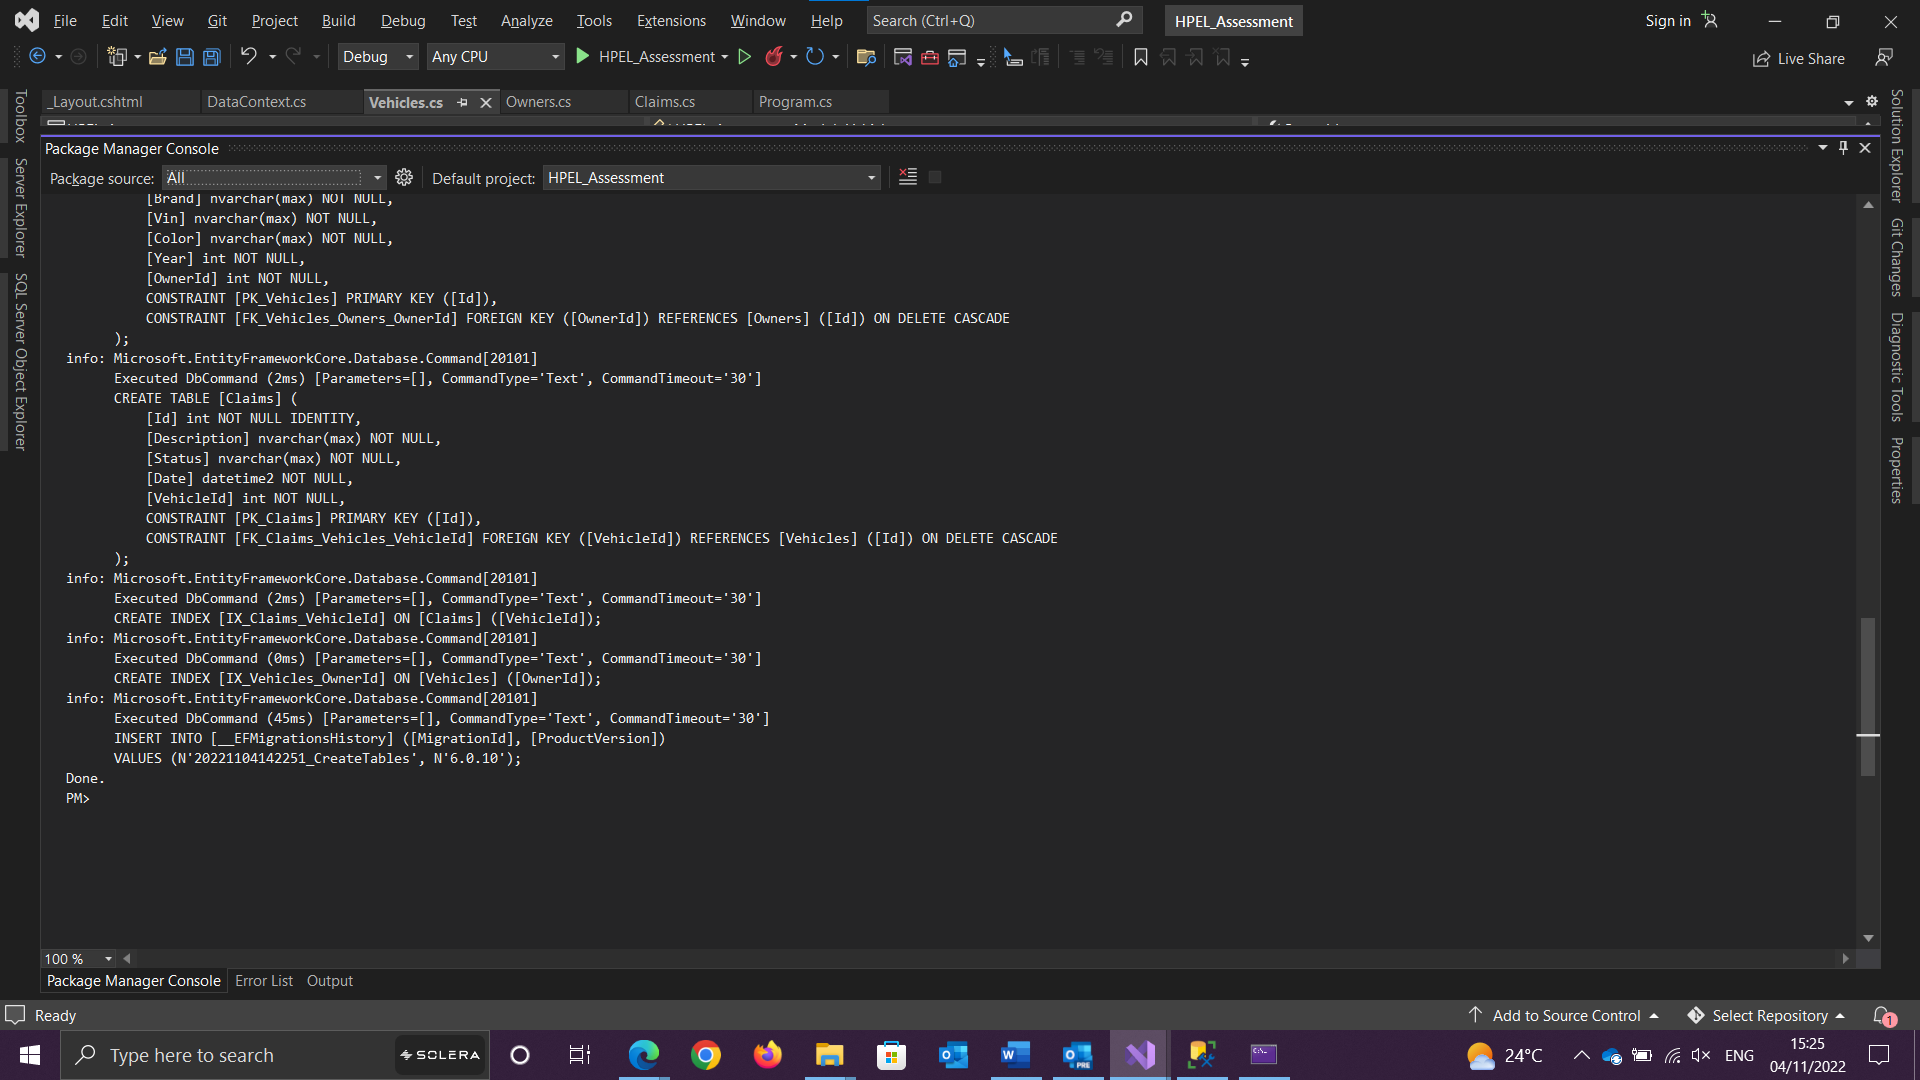 File Edit View Git Project Build Debug Test Analyze Tools Extensions Window Help Search (Ctrl+Q) HPEL_Assessment Sign in
Debug Any CPU HPEL_Assessment Live Share
_Layout.cshtml DataContext.cs Vehicles.cs Owners.cs Claims.cs Program.cs
Toolbox
Server Explorer
SQL Server Object Explorer
Package Manager Console
Package source: All Default project: HPEL_Assessment
[Brand] nvarchar(max) NOT NULL,
[Vin] nvarchar(max) NOT NULL,
[Color] nvarchar(max) NOT NULL,
[Year] int NOT NULL,
[OwnerId] int NOT NULL,
CONSTRAINT [PK_Vehicles] PRIMARY KEY ([Id]),
CONSTRAINT [FK_Vehicles_Owners_OwnerId] FOREIGN KEY ([OwnerId]) REFERENCES [Owners] ([Id]) ON DELETE CASCADE
);
info: Microsoft.EntityFrameworkCore.Database.Command[20101]
Executed DbCommand (2ms) [Parameters=[], CommandType='Text', CommandTimeout='30']
CREATE TABLE [Claims] (
[Id] int NOT NULL IDENTITY,
[Description] nvarchar(max) NOT NULL,
[Status] nvarchar(max) NOT NULL,
[Date] datetime2 NOT NULL,
[VehicleId] int NOT NULL,
CONSTRAINT [PK_Claims] PRIMARY KEY ([Id]),
CONSTRAINT [FK_Claims_Vehicles_VehicleId] FOREIGN KEY ([VehicleId]) REFERENCES [Vehicles] ([Id]) ON DELETE CASCADE
);
info: Microsoft.EntityFrameworkCore.Database.Command[20101]
Executed DbCommand (2ms) [Parameters=[], CommandType='Text', CommandTimeout='30']
CREATE INDEX [IX_Claims_VehicleId] ON [Claims] ([VehicleId]);
info: Microsoft.EntityFrameworkCore.Database.Command[20101]
Executed DbCommand (0ms) [Parameters=[], CommandType='Text', CommandTimeout='30']
CREATE INDEX [IX_Vehicles_OwnerId] ON [Vehicles] ([OwnerId]);
info: Microsoft.EntityFrameworkCore.Database.Command[20101]
Executed DbCommand (45ms) [Parameters=[], CommandType='Text', CommandTimeout='30']
INSERT INTO [__EFMigrationsHistory] ([MigrationId], [ProductVersion])
VALUES (N'20221104142251_CreateTables', N'6.0.10');
Done.
PM>
Solution Explorer
Git Changes
Diagnostic Tools
Properties
100 %
Package Manager Console Error List Output
Ready Add to Source Control Select Repository 1
Type here to search SOLERA PRE 24°C ENG 15:25
04/11/2022